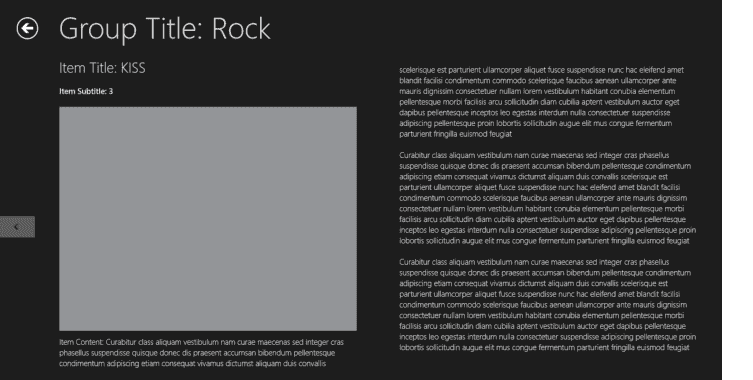 Group Title: Rock
Item Title: KISS
Item Subtitle: 3
Item Content: Curabitur class aliquam vestibulum nam curae maecenas sed integer cras
phasellus suspendisse quisque donec dis praesent accumsan bibendum pellentesque
condimentum adipiscing etiam consequat vivamus dictumst aliquam duis convallis
scelerisque est parturient ullamcorper aliquet fusce suspendisse nunc hac eleifend amet
blandit facilisi condimentum commodo scelerisque faucibus aenean ullamcorper ante
mauris dignissim consectetuer nullam lorem vestibulum habitant conubia elementum
pellentesque morbi facilisis arcu sollicitudin diam cubilia aptent vestibulum auctor eget
dapibus pellentesque inceptos leo egestas interdum nulla consectetuer suspendisse
adipiscing pellentesque proin lobortis sollicitudin augue elit mus congue fermentum
parturient fringilla euismod feugiat
Curabitur class aliquam vestibulum nam curae maecenas sed integer cras phasellus
suspendisse quisque donec dis praesent accumsan bibendum pellentesque condimentum
adipiscing etiam consequat vivamus dictumst aliquam duis convallis scelerisque est
parturient ullamcorper aliquet fusce suspendisse nunc hac eleifend amet blandit facilisi
condimentum commodo scelerisque faucibus aenean ullamcorper ante mauris dignissim
consectetuer nullam lorem vestibulum habitant conubia elementum pellentesque morbi
facilisis arcu sollicitudin diam cubilia aptent vestibulum auctor eget dapibus pellentesque
inceptos leo egestas interdum nulla consectetuer suspendisse adipiscing pellentesque proin
lobortis sollicitudin augue elit mus congue fermentum parturient fringilla euismod feugiat
Curabitur class aliquam vestibulum nam curae maecenas sed integer cras phasellus
suspendisse quisque donec dis praesent accumsan bibendum pellentesque condimentum
adipiscing etiam consequat vivamus dictumst aliquam duis convallis scelerisque est
parturient ullamcorper aliquet fusce suspendisse nunc hac eleifend amet blandit facilisi
condimentum commodo scelerisque faucibus aenean ullamcorper ante mauris dignissim
consectetuer nullam lorem vestibulum habitant conubia elementum pellentesque morbi
facilisis arcu sollicitudin diam cubilia aptent vestibulum auctor eget dapibus pellentesque
inceptos leo egestas interdum nulla consectetuer suspendisse adipiscing pellentesque proin
lobortis sollicitudin augue elit mus congue fermentum parturient fringilla euismod feugiat